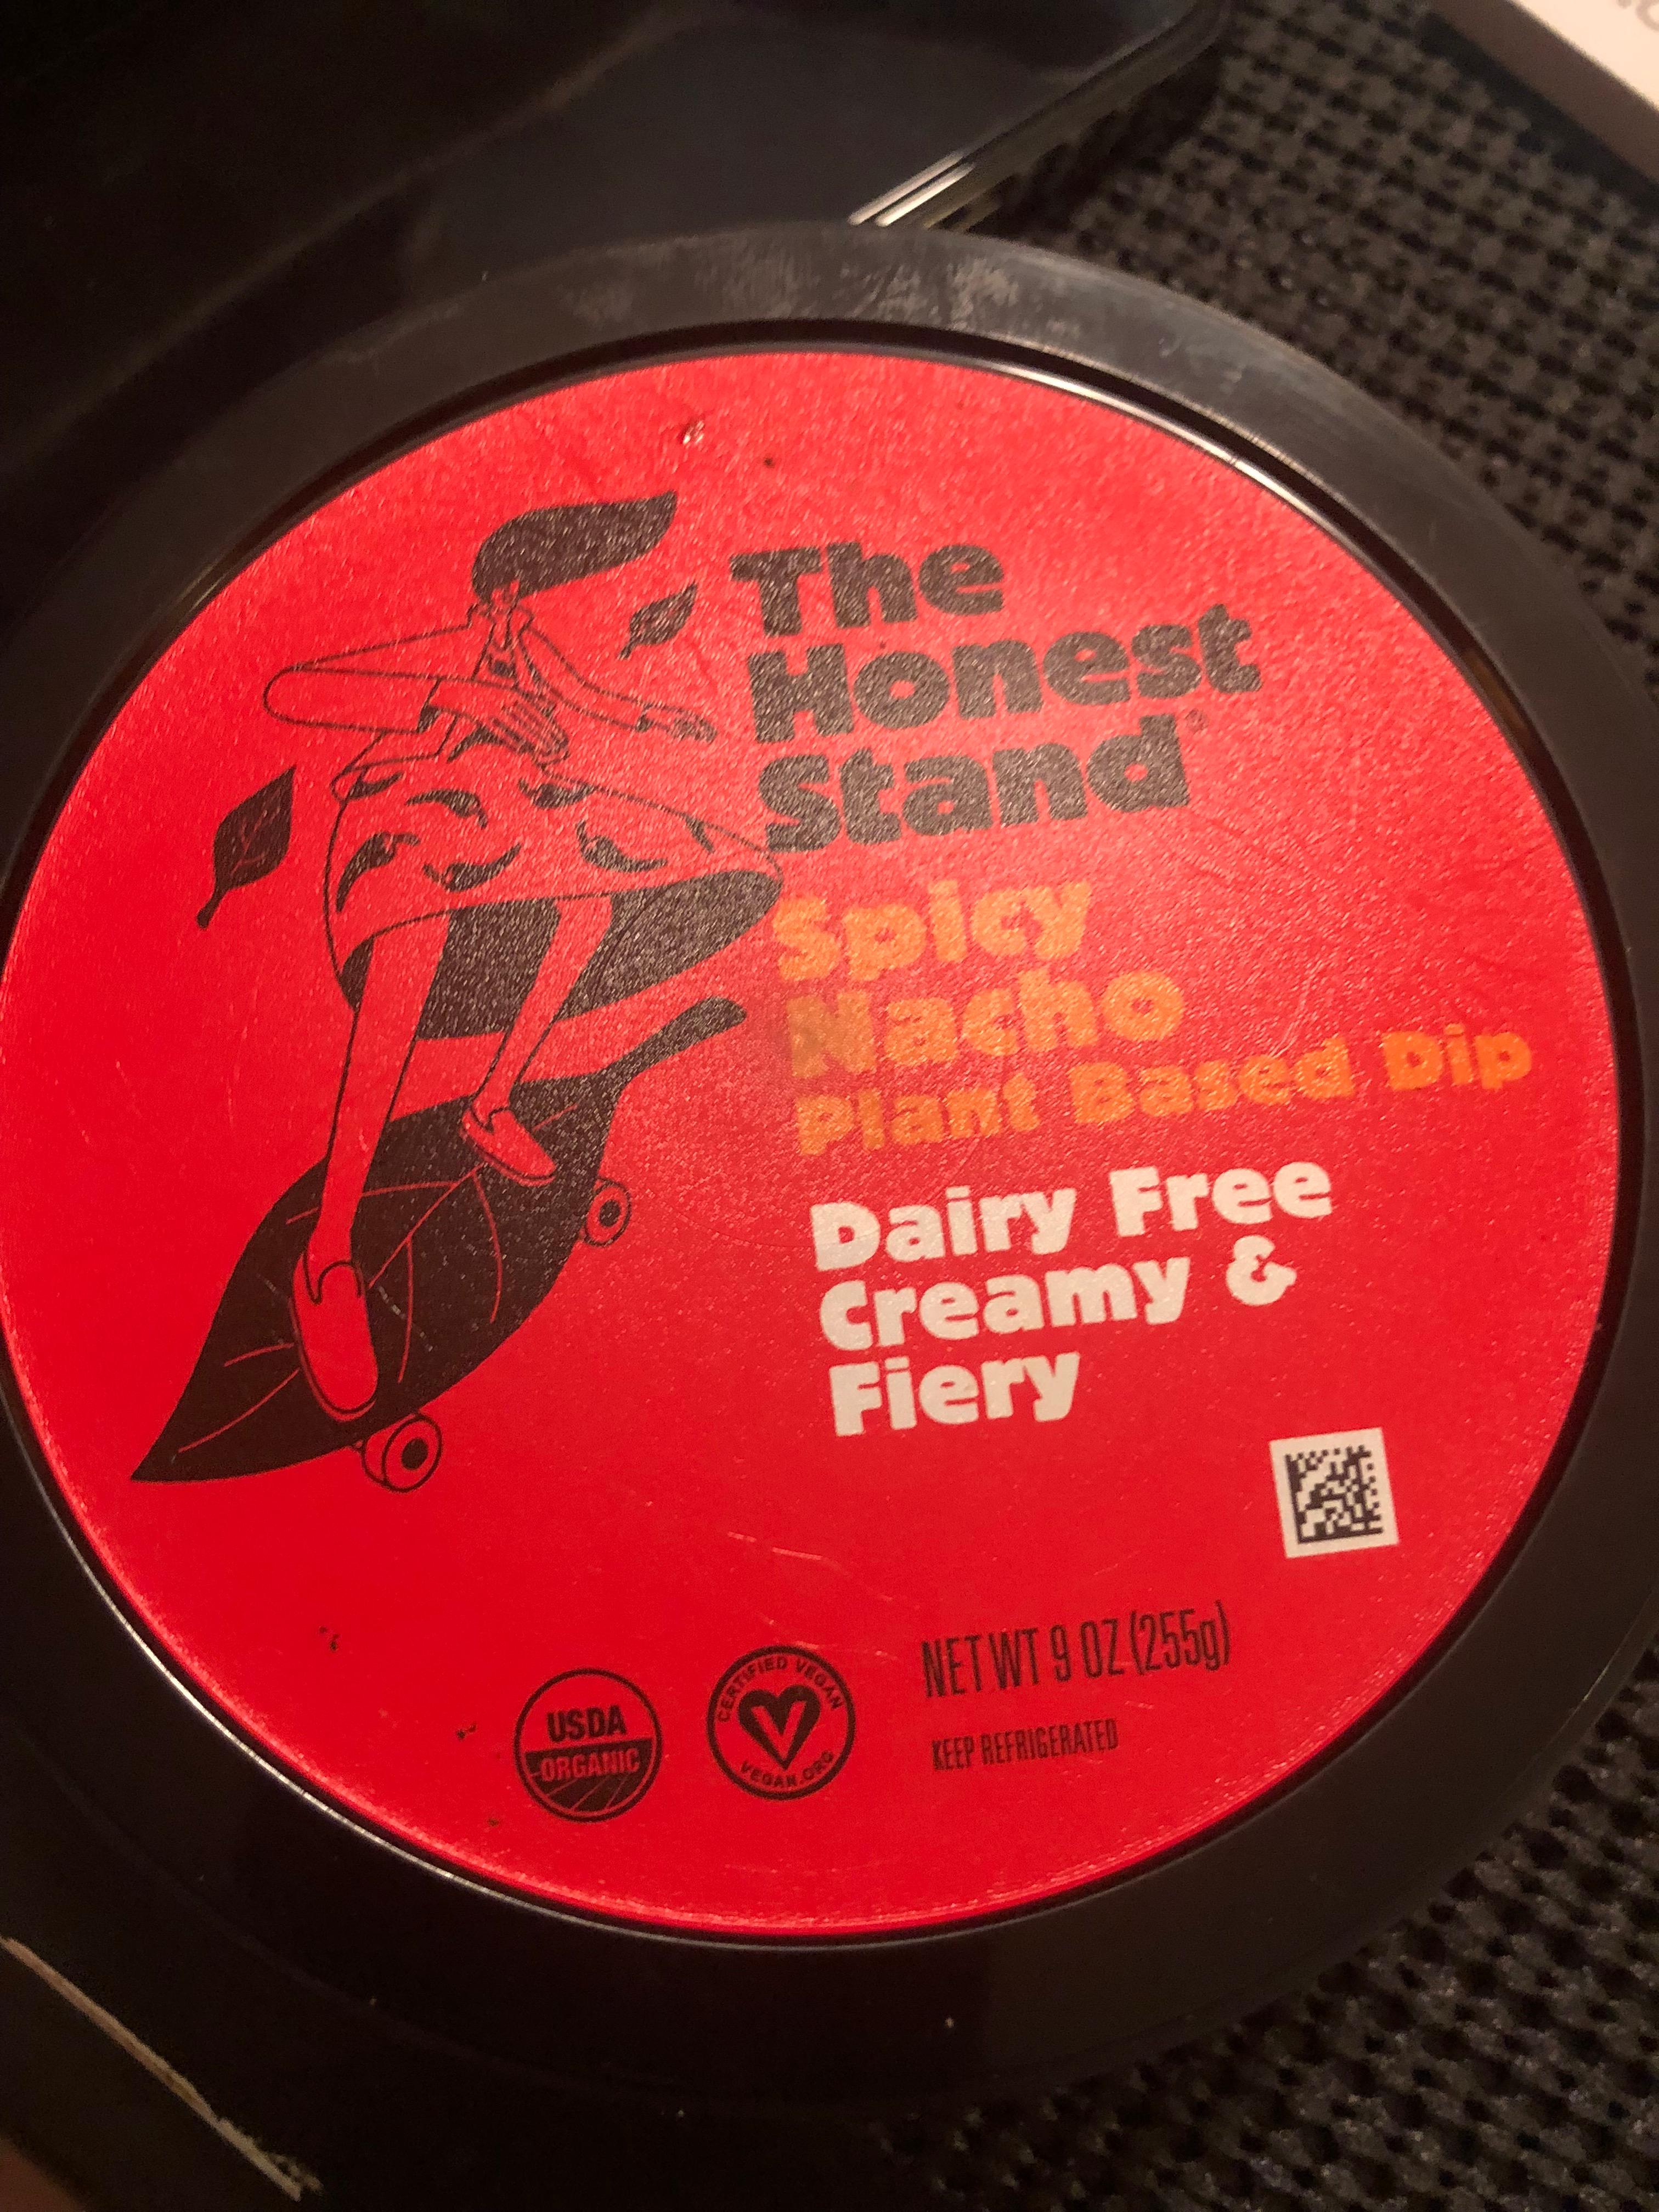 The
Honest
Stand®
Spicy
Nacho
Plant Based Dip
Dairy Free
Creamy &
Fiery
NET WT 9 OZ (255g)
KEEP REFRIGERATED
USDA
ORGANIC
CERTIFIED VEGAN
V
VEGAN.ORG